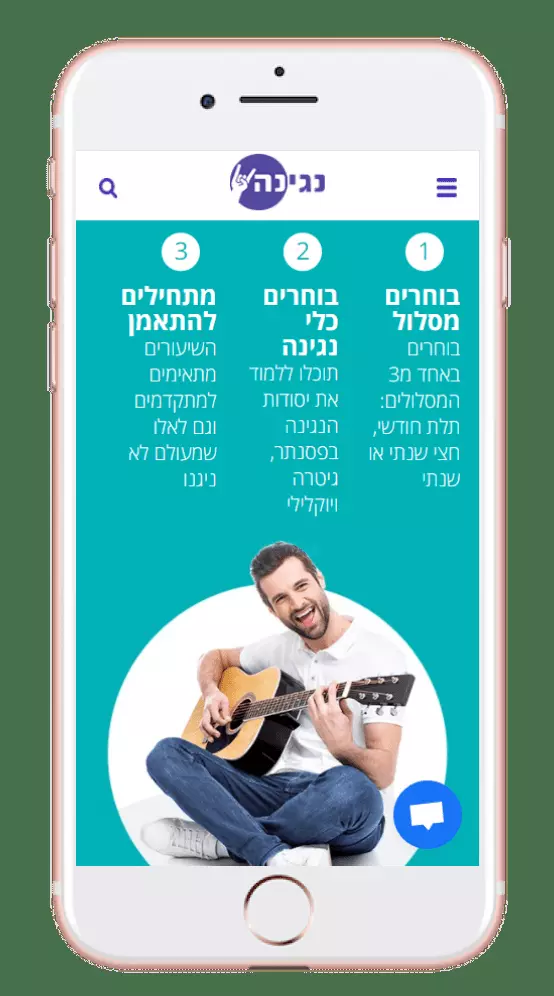 נגינה
1
בוחרים
מסלול
בוחרים
באחד מ3
המסלולים:
תלת חודשי,
חצי שנתי או
שנתי
2
בוחרים
כלי
נגינה
תוכלו ללמוד
את יסודות
הנגינה
בפסנתר,
גיטרה
ויוקלילי
3
מתחילים
להתאמן
השיעורים
מתאימים
למתקדמים
וגם לאלו
שמעולם לא
ניגנו